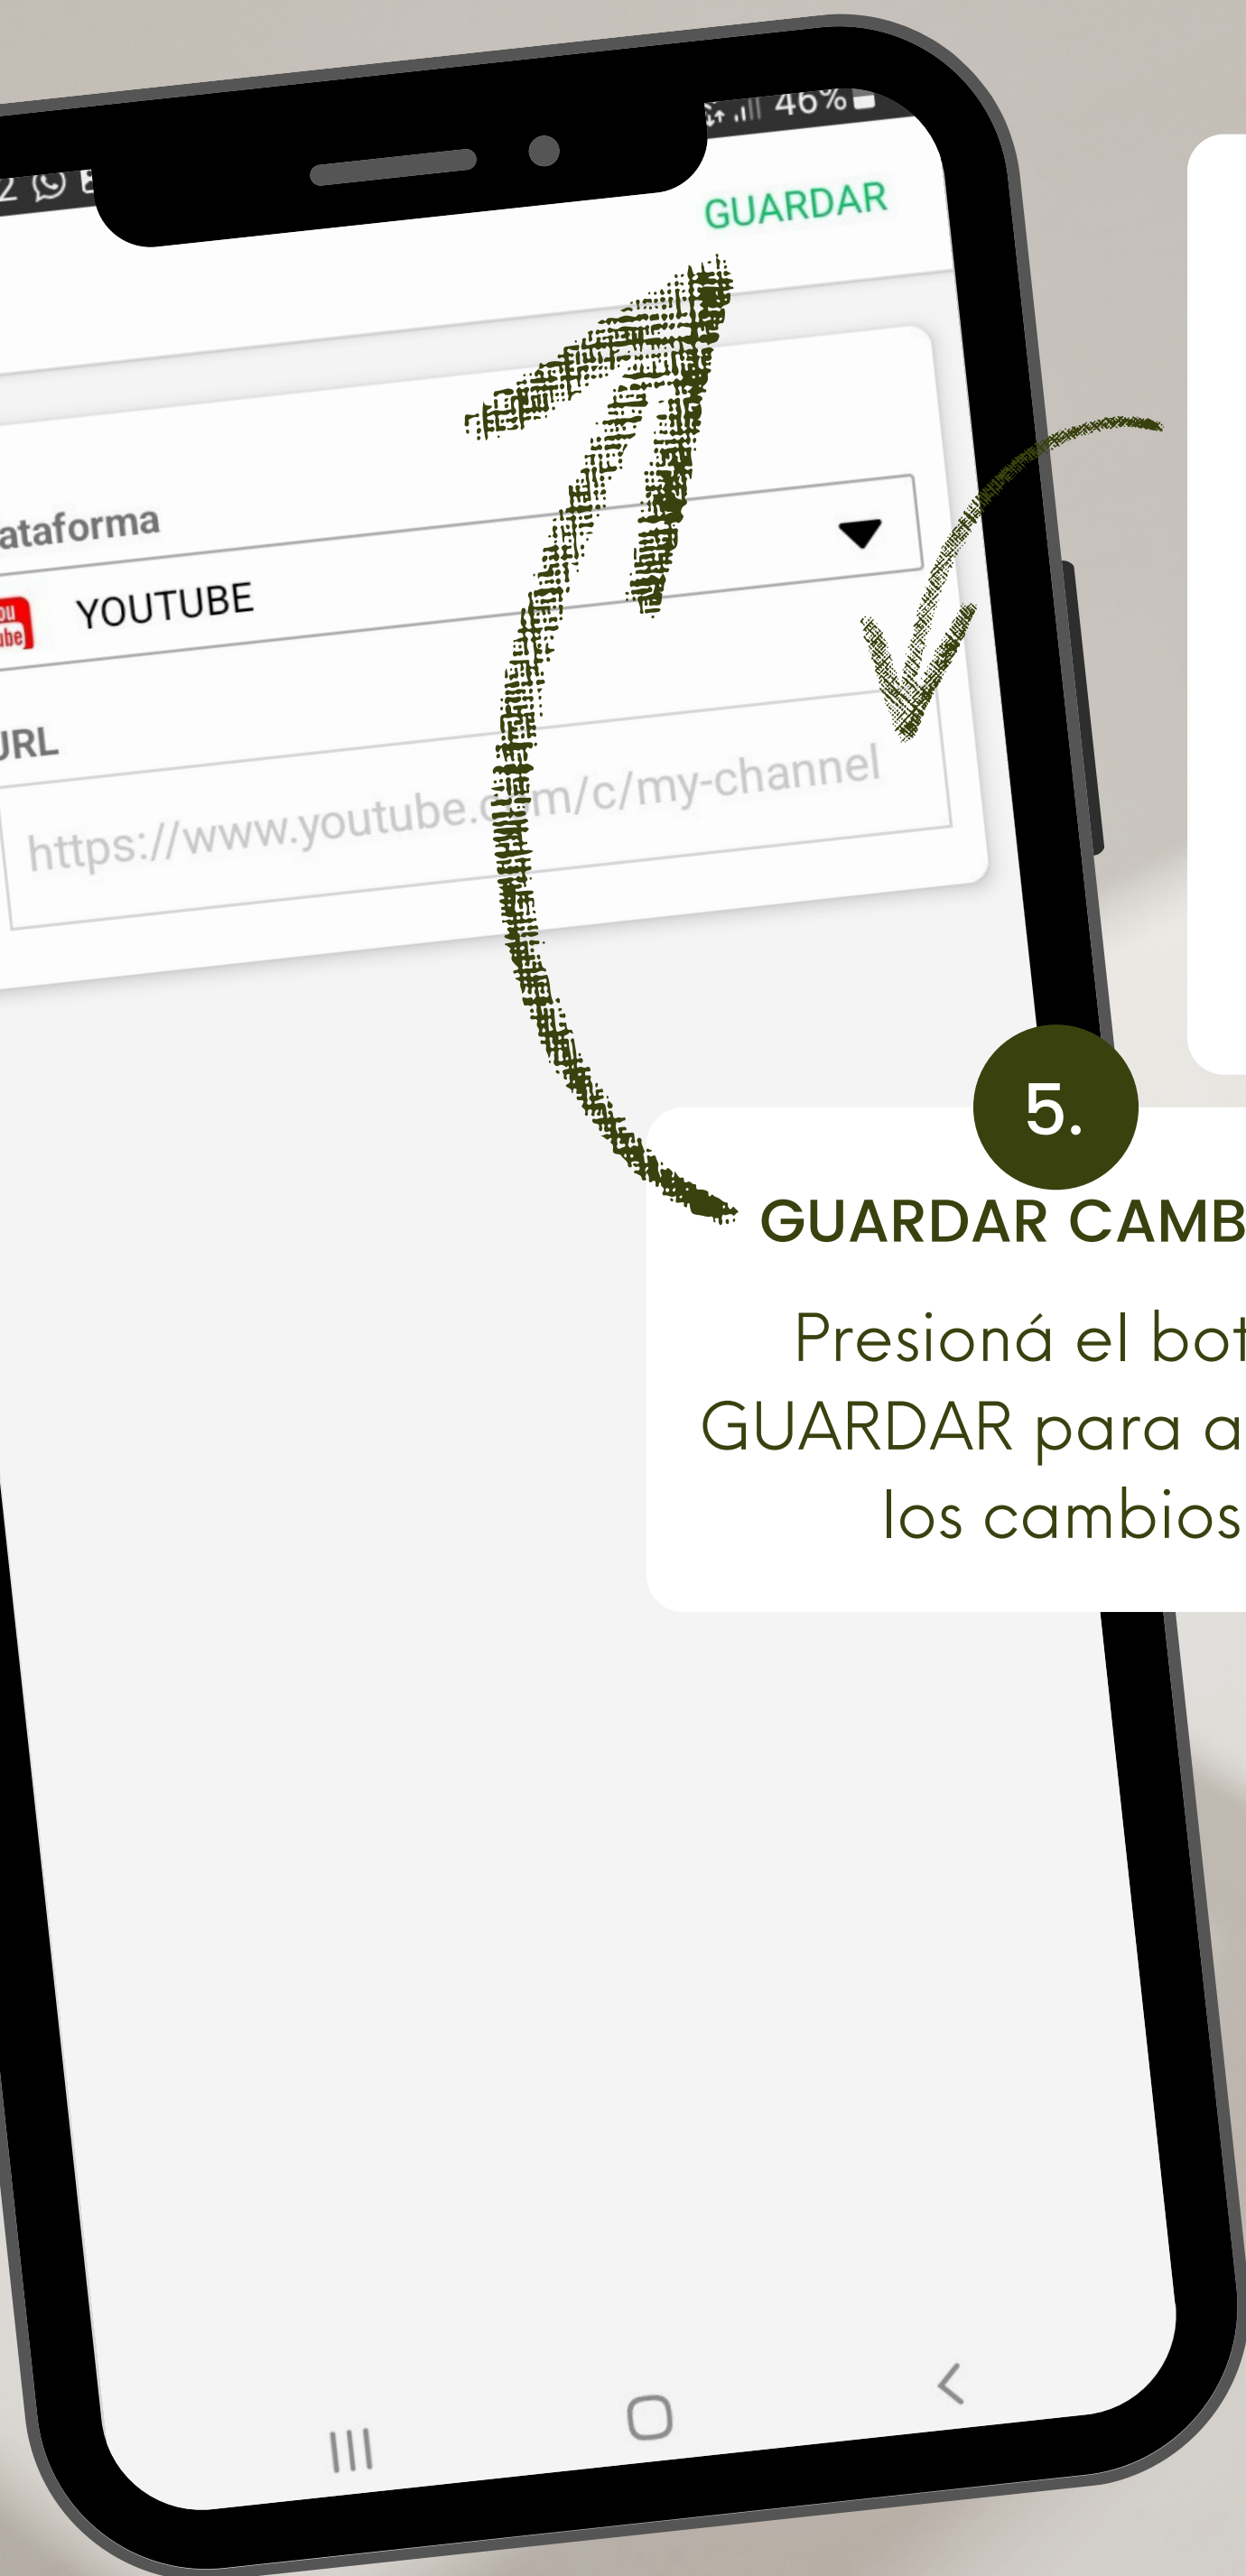 46%
GUARDAR
ataforma
YOUTUBE
URL
https://www.youtube.com/c/my-channel
5.
GUARDAR CAMB
Presioná el bot
GUARDAR para a
los cambios